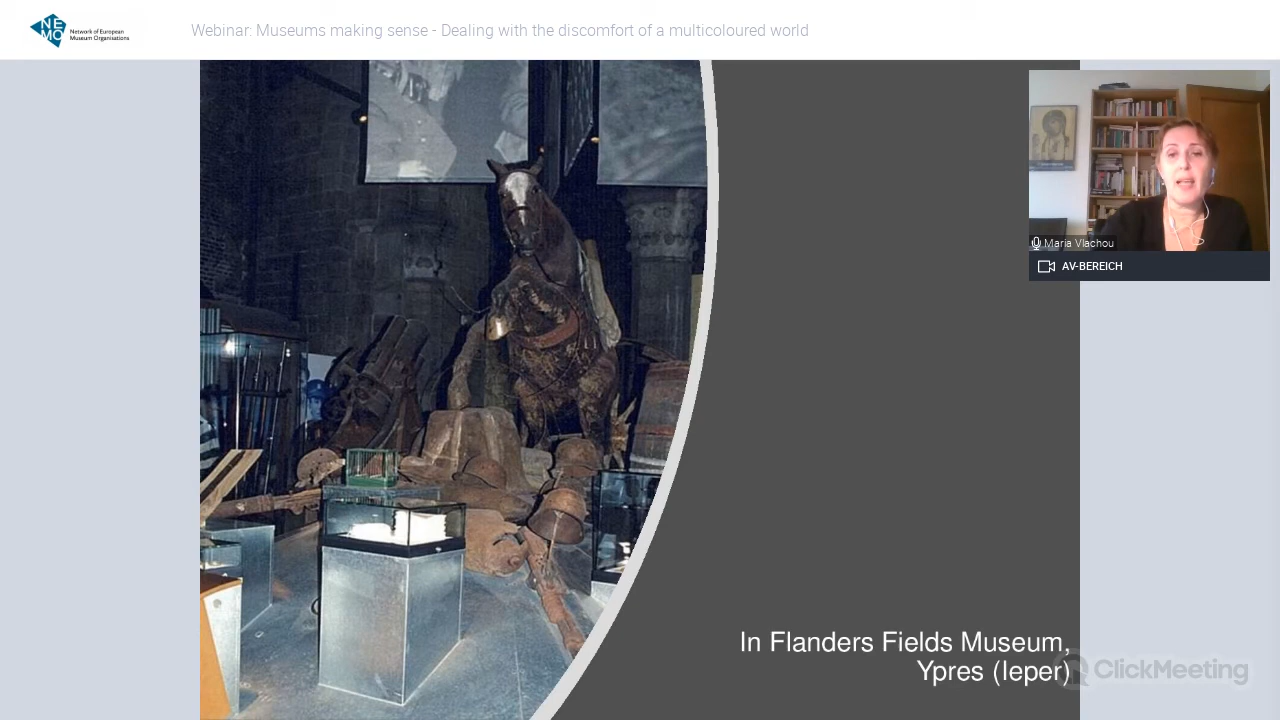 NE
MO
Network of European
Museum Organisations
Webinar: Museums making sense - Dealing with the discomfort of a multicoloured world
Maria Vlachou
AV-BEREICH
In Flanders Fields Museum,
Ypres (Ieper)
ClickMeeting